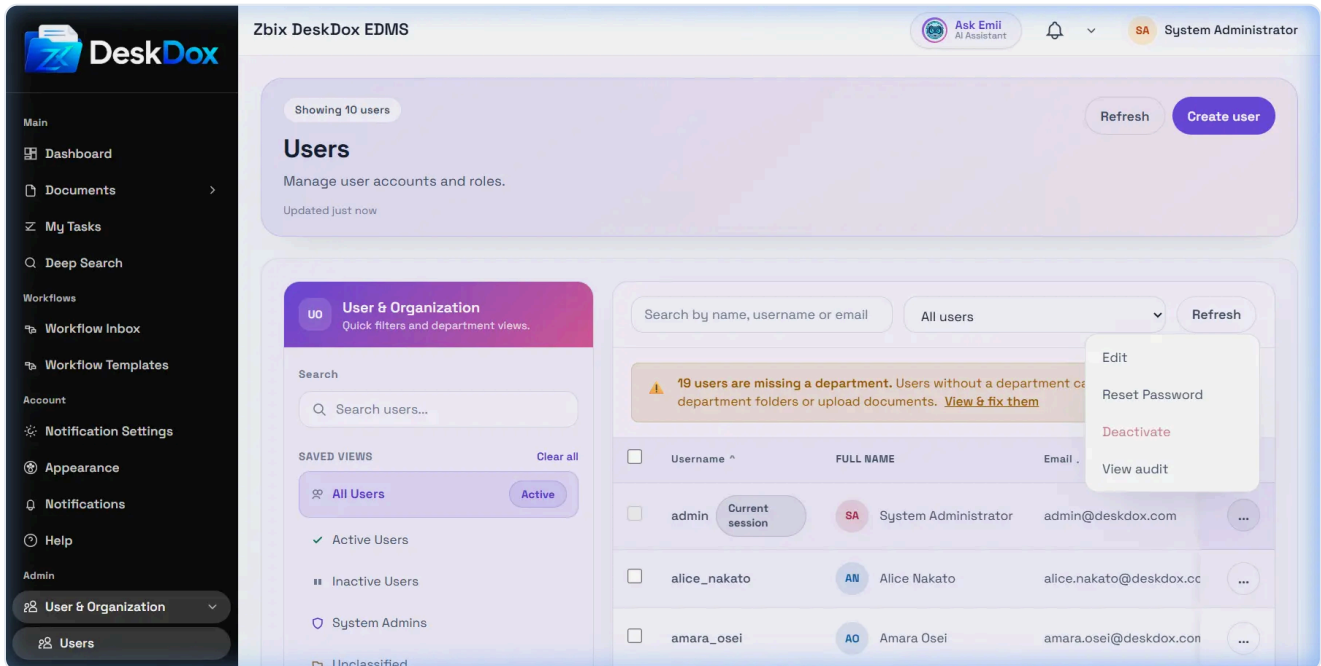 DeskDox
Main
Dashboard
Documents
My Tasks
Deep Search
Workflows
Workflow Inbox
Workflow Templates
Account
Notification Settings
Appearance
Notifications
Help
Admin
User & Organization
Users
Zbix DeskDox EDMS
Ask Emii
AI Assistant
SA
System Administrator
Showing 10 users
Users
Manage user accounts and roles.
Updated just now
Refresh
Create user
UO
User & Organization
Quick filters and department views.
Search
Search users...
SAVED VIEWS
Clear all
All Users
Active
Active Users
Inactive Users
System Admins
Unclassified
Search by name, username or email
All users
Refresh
19 users are missing a department. Users without a department
department folders or upload documents. View & fix them
Edit
Reset Password
Deactivate
View audit
Username ^
FULL NAME
Email
admin
Current
session
SA
System Administrator
admin@deskdox.com
...
alice_nakato
AN
Alice Nakato
alice.nakato@deskdox.cc
...
amara_osei
AO
Amara Osei
amara.osei@deskdox.con
...